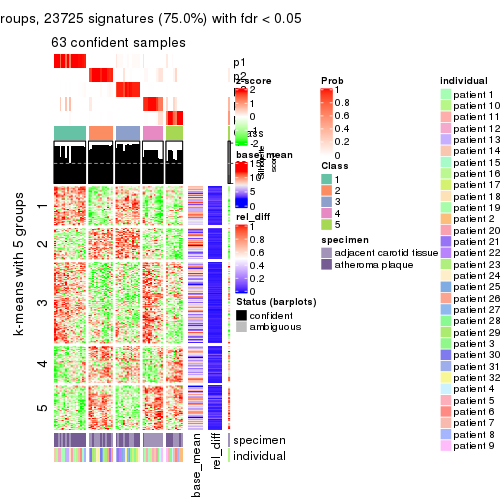 roups, 23725 signatures (75.0%) with fdr < 0.05
63 confident samples
p1
p2
z-score
2
1
0
-2
base_mean
15
10
5
0
rel_diff
1
0.8
0.6
0.4
0.2
0
Status (barplots)
confident
ambiguous
Prob
1
0.8
0.6
0.4
0.2
0
Class
1
2
3
4
5
specimen
adjacent carotid tissue
atheroma plaque
individual
patient 1
patient 10
patient 11
patient 12
patient 13
patient 14
patient 15
patient 16
patient 17
patient 18
patient 19
patient 2
patient 20
patient 21
patient 22
patient 23
patient 24
patient 25
patient 26
patient 27
patient 28
patient 29
patient 3
patient 30
patient 31
patient 32
patient 4
patient 5
patient 6
patient 7
patient 8
patient 9
k-means with 5 groups
1
2
3
4
5
specimen
individual
base_mean
rel_diff